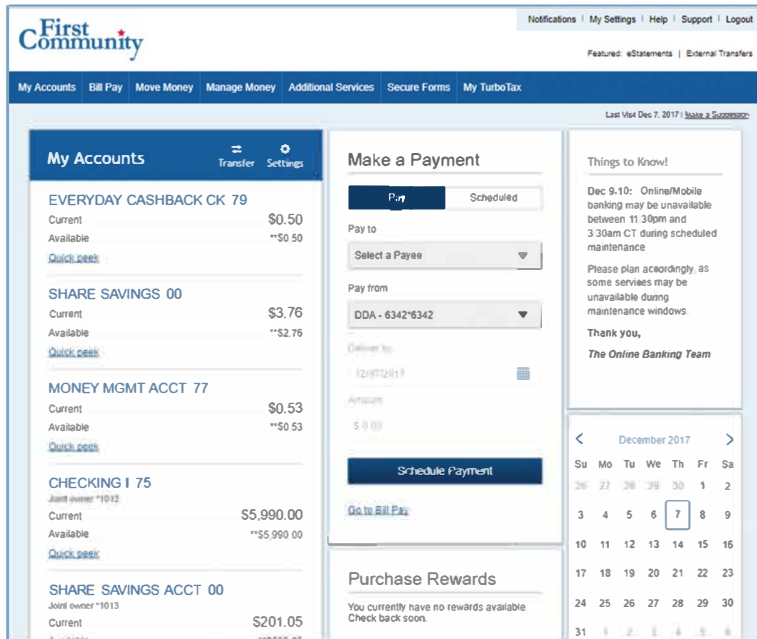 First
Community
Notifications | My Settings | Help | Support | Logout
Featured: eStatements | External Transfers
My Accounts Bill Pay Move Money Manage Money Additional Services Secure Forms My TurboTax
Last Visit Dec 7, 2017 | Make a Suggestion
My Accounts
Transfer Settings
EVERYDAY CASHBACK CK 79
Current $0.50
Available **$0.50
Quick peek
SHARE SAVINGS 00
Current $3.76
Available **$2.76
Quick peek
MONEY MGMT ACCT 77
Current $0.53
Available **$0.53
Quick peek
CHECKING I 75
Joint owner *1013
Current $5,990.00
Available **$5,990.00
Quick peek
SHARE SAVINGS ACCT 00
Joint owner *1013
Current $201.05
Make a Payment
Pay Scheduled
Pay to
Select a Payee
Pay from
DDA - 6342*6342
Deliver by:
12/07/2017
Amount
$ 0.00
Schedule Payment
Go to Bill Pay
Purchase Rewards
You currently have no rewards available.
Check back soon.
Things to Know!
Dec 9-10: Online/Mobile
banking may be unavailable
between 11:30pm and
3:30am CT during scheduled
maintenance
Please plan accordingly, as
some services may be
unavailable during
maintenance windows.
Thank you,
The Online Banking Team
< December 2017 >
Su Mo Tu We Th Fr Sa
26 27 28 29 30 1 2
3 4 5 6 7 8 9
10 11 12 13 14 15 16
17 18 19 20 21 22 23
24 25 26 27 28 29 30
31 1 2 3 4 5 6